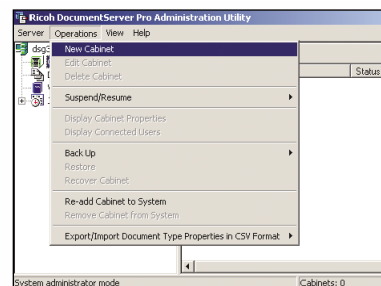 Ricoh DocumentServer Pro Administration Utility
Server Operations View Help
dsg3
New Cabinet
Edit Cabinet
Delete Cabinet
Status
Suspend/Resume
Display Cabinet Properties
Display Connected Users
Back Up
Restore
Recover Cabinet
Re-add Cabinet to System
Remove Cabinet from System
Export/Import Document Type Properties in CSV Format
System administrator mode Cabinets: 0